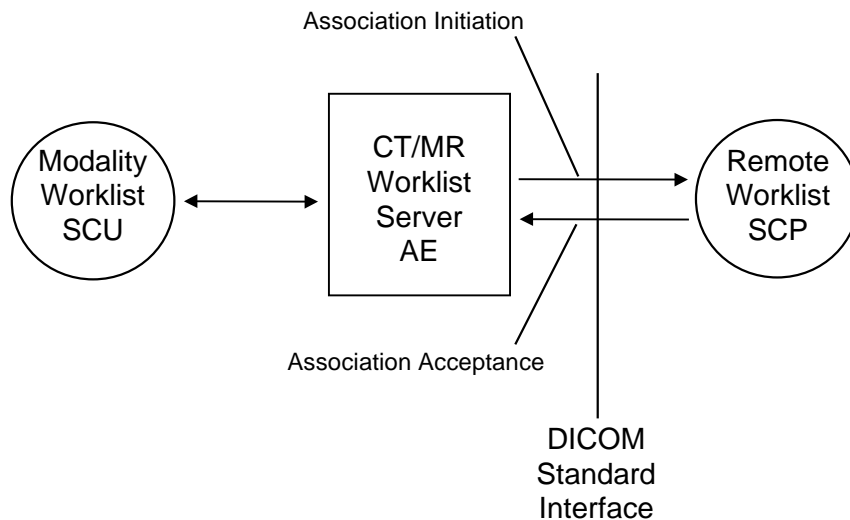 Association Initiation
Modality
Worklist
SCU
CT/MR
Worklist
Server
AE
Remote
Worklist
SCP
Association Acceptance
DICOM
Standard
Interface